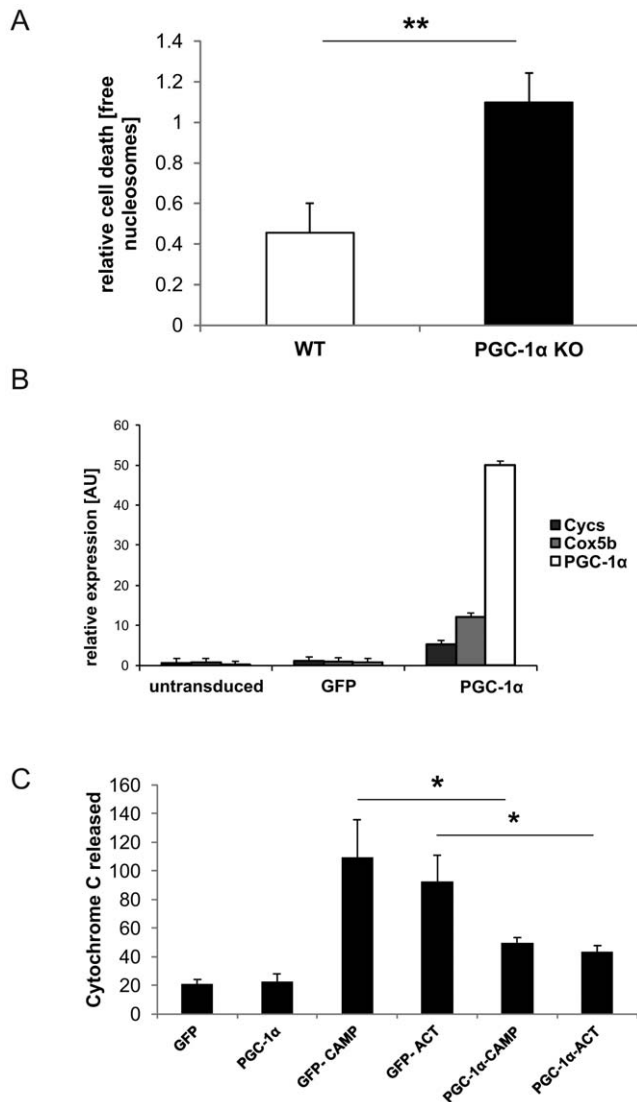 A
**
relative cell death [free
nucleosomes]
1.4
1.2
1
0.8
0.6
0.4
0.2
0
WT
PGC-1α KO
B
relative expression [AU]
60
50
40
30
20
10
0
Cycs
Cox5b
PGC-1α
untransduced
GFP
PGC-1α
C
Cytochrome C released
160
140
120
100
80
60
40
20
0
*
*
GFP
PGC-1α
GFP- CAMP
GFP- ACT
PGC-1α-CAMP
PGC-1α-ACT